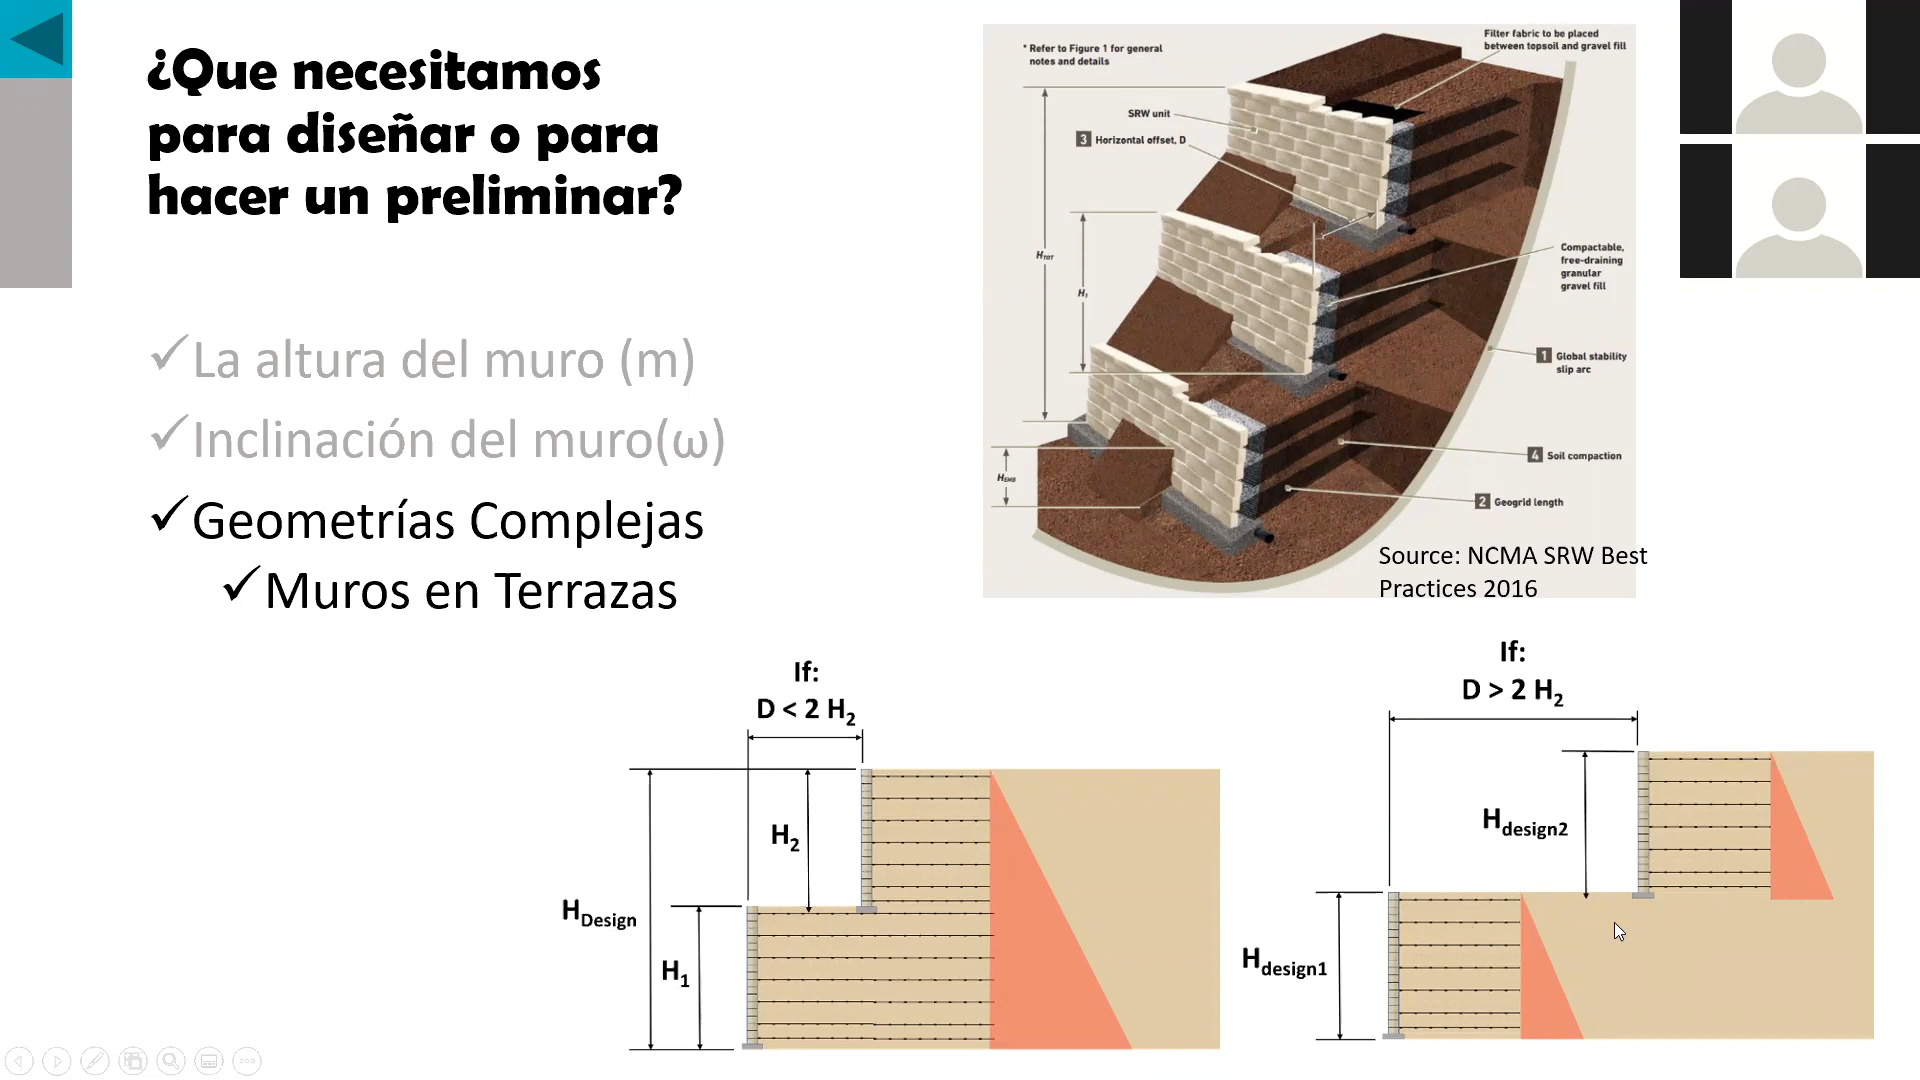 ¿Que necesitamos
para diseñar o para
hacer un preliminar?
✓La altura del muro (m)
✓Inclinación del muro(ω)
✓Geometrías Complejas
✓Muros en Terrazas
* Refer to Figure 1 for general
notes and details
Filter fabric to be placed
between topsoil and gravel fill
SRW unit
3 Horizontal offset, D
HTOT
H1
HEMB
Compactable,
free-draining
granular
gravel fill
1 Global stability
slip arc
4 Soil compaction
2 Geogrid length
Source: NCMA SRW Best
Practices 2016
If:
D < 2 H2
HDesign
H2
H1
If:
D > 2 H2
Hdesign2
Hdesign1